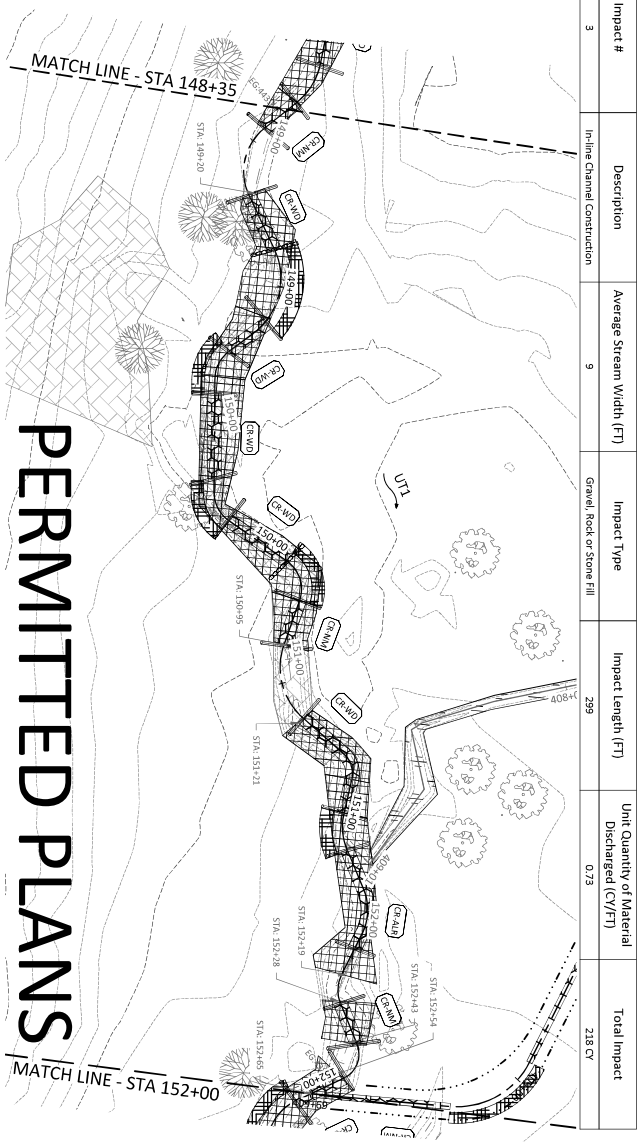 Impact #
Description
Average Stream Width (FT)
Impact Type
Impact Length (FT)
Unit Quantity of Material
Discharged (CY/FT)
Total Impact
3
In-line Channel Construction
9
Gravel, Rock or Stone Fill
299
0.73
218 CY
MATCH LINE - STA 148+35
149+00
CR-NM
STA: 149+20
CR-WD
149+00
CR-WD
150+00
CR-WD
UT1
CR-WD
150+00
STA: 150+95
CR-NM
151+00
CR-WD
STA: 151+21
151+00
409+01
152+00
CR-ALR
STA: 152+19
STA: 152+28
STA: 152+43
STA: 152+54
CR-NM
STA: 152+65
152+00
MATCH LINE - STA 152+00
PERMITTED PLANS